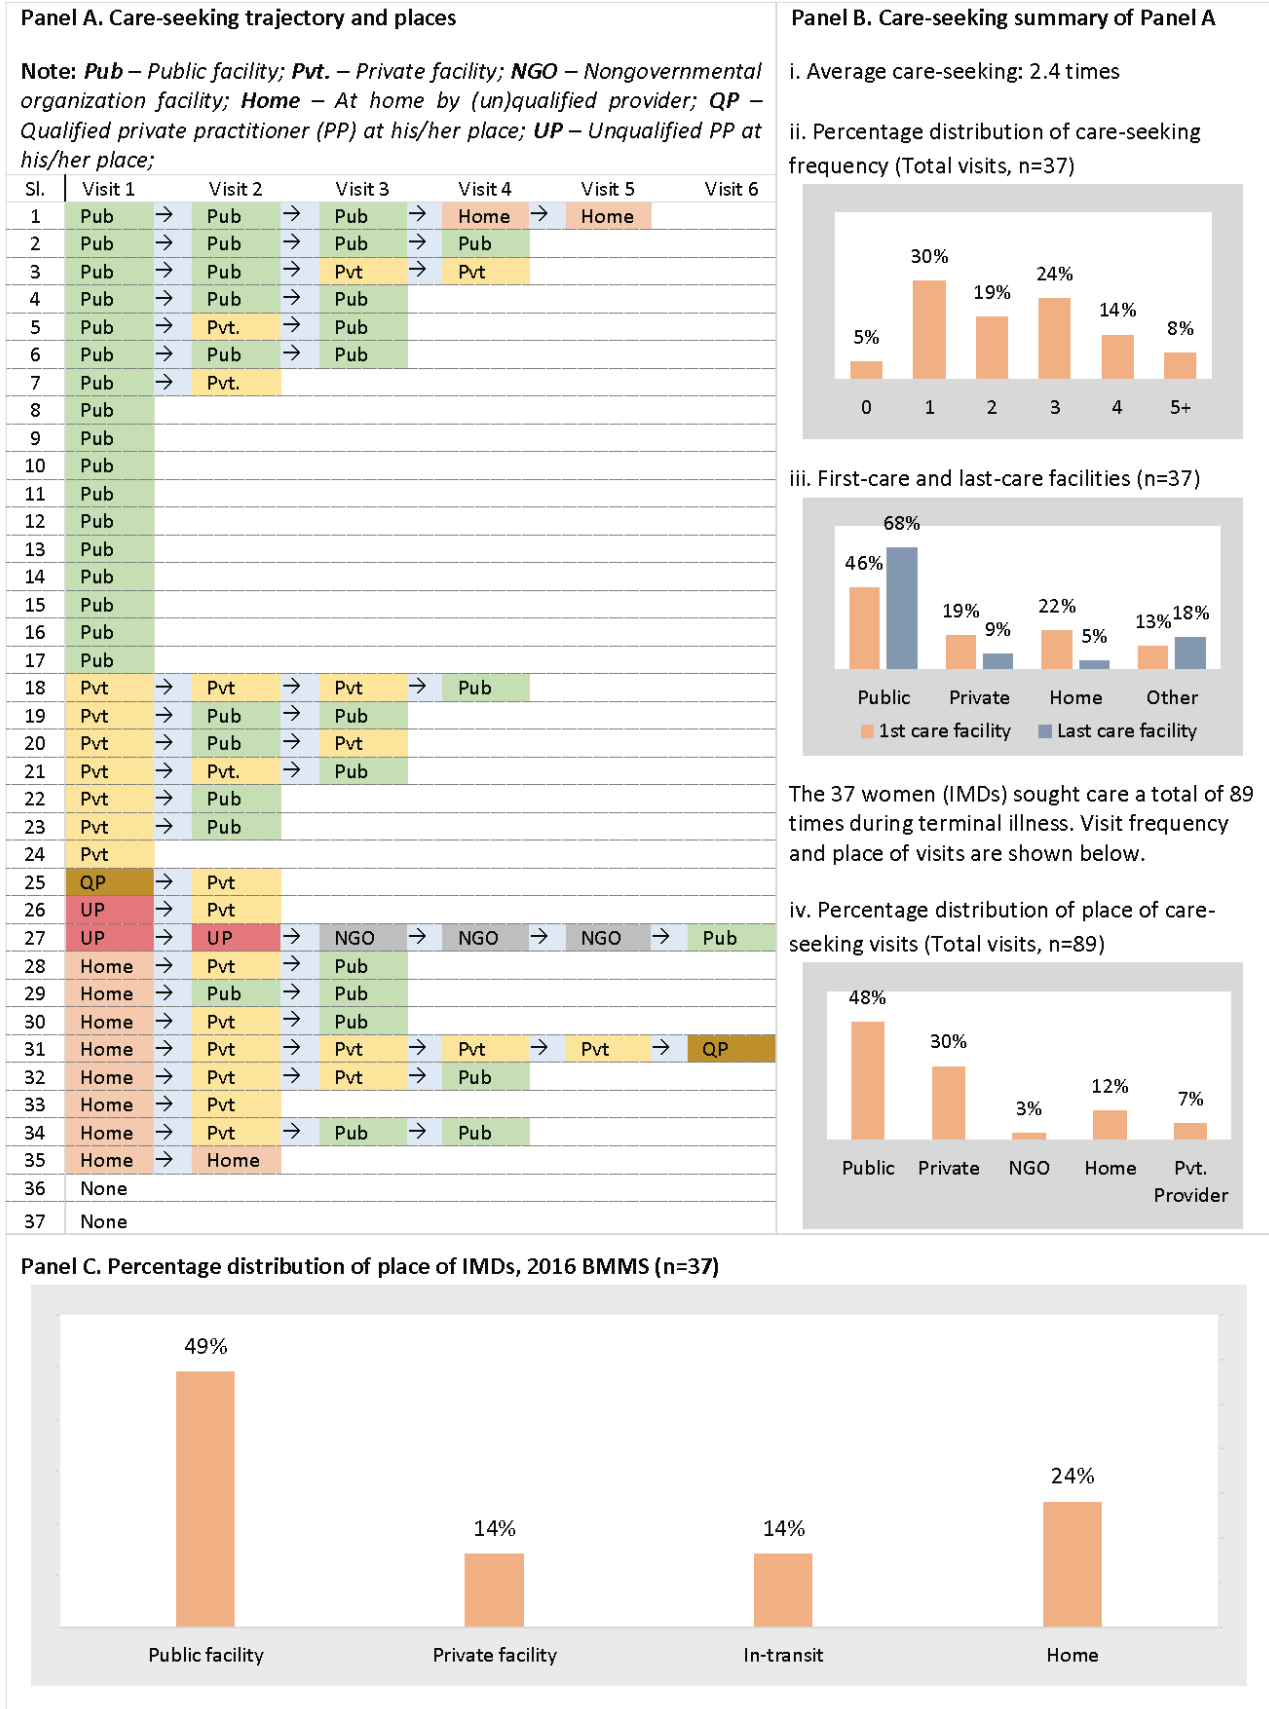 Panel A. Care-seeking trajectory and places
Note: Pub – Public facility; Pvt. – Private facility; NGO – Nongovernmental
organization facility; Home – At home by (un)qualified provider; QP –
Qualified private practitioner (PP) at his/her place; UP – Unqualified PP at
his/her place;
Sl. Visit 1 Visit 2 Visit 3 Visit 4 Visit 5 Visit 6
1 Pub → Pub → Pub → Home → Home
2 Pub → Pub → Pub → Pub
3 Pub → Pub → Pvt → Pvt
4 Pub → Pub → Pub
5 Pub → Pvt. → Pub
6 Pub → Pub → Pub
7 Pub → Pvt.
8 Pub
9 Pub
10 Pub
11 Pub
12 Pub
13 Pub
14 Pub
15 Pub
16 Pub
17 Pub
18 Pvt → Pvt → Pvt → Pub
19 Pvt → Pub → Pub
20 Pvt → Pub → Pvt
21 Pvt → Pvt. → Pub
22 Pvt → Pub
23 Pvt → Pub
24 Pvt
25 QP → Pvt
26 UP → Pvt
27 UP → UP → NGO → NGO → NGO → Pub
28 Home → Pvt → Pub
29 Home → Pub → Pub
30 Home → Pvt → Pub
31 Home → Pvt → Pvt → Pvt → Pvt → QP
32 Home → Pvt → Pvt → Pub
33 Home → Pvt
34 Home → Pvt → Pub → Pub
35 Home → Home
36 None
37 None
Panel B. Care-seeking summary of Panel A
i. Average care-seeking: 2.4 times
ii. Percentage distribution of care-seeking
frequency (Total visits, n=37)
5% 30% 19% 24% 14% 8%
0 1 2 3 4 5+
iii. First-care and last-care facilities (n=37)
46% 68% 19% 9% 22% 5% 13% 18%
Public Private Home Other
1st care facility Last care facility
The 37 women (IMDs) sought care a total of 89
times during terminal illness. Visit frequency
and place of visits are shown below.
iv. Percentage distribution of place of care-
seeking visits (Total visits, n=89)
48% 30% 3% 12% 7%
Public Private NGO Home Pvt.
Provider
Panel C. Percentage distribution of place of IMDs, 2016 BMMS (n=37)
49% 14% 14% 24%
Public facility Private facility In-transit Home